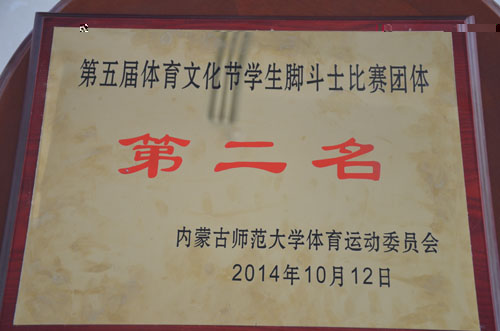 第五届体育文化节学生脚斗士比赛团体
第二名
内蒙古师范大学体育运动委员会
2014年10月12日